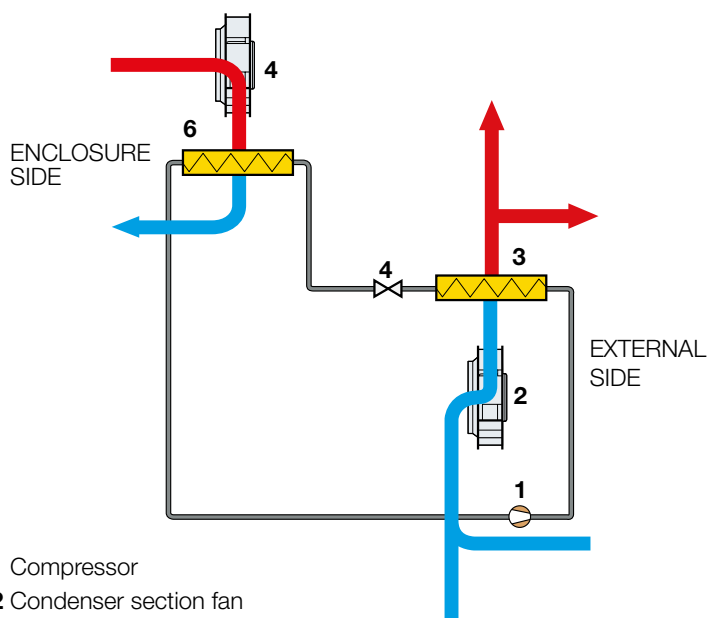 4
6
ENCLOSURE
SIDE
3
4
EXTERNAL
SIDE
2
1
Compressor
2 Condenser section fan